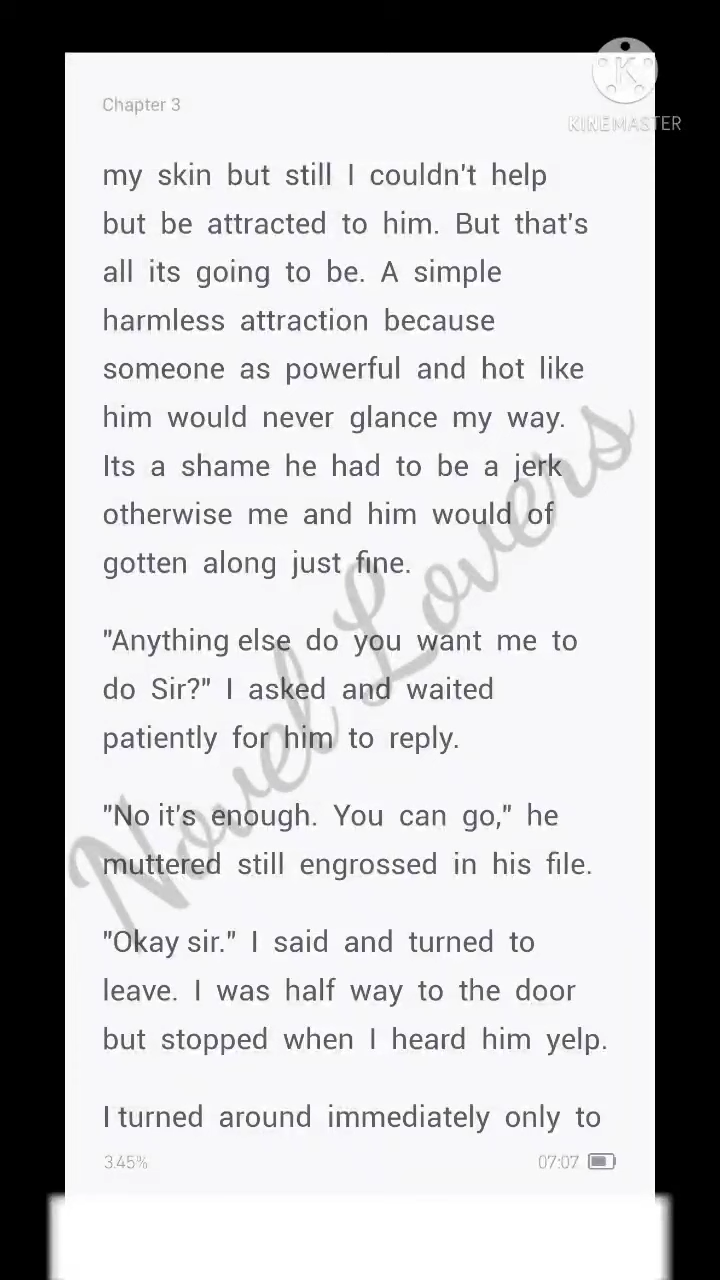 KINEMASTER
Chapter 3
my skin but still I couldn't help
but be attracted to him. But that's
all its going to be. A simple
harmless attraction because
someone as powerful and hot like
him would never glance my way.
Its a shame he had to be a jerk
otherwise me and him would of
gotten along just fine.
"Anything else do you want me to
do Sir?" I asked and waited
patiently for him to reply.
"No it's enough. You can go," he
muttered still engrossed in his file.
"Okay sir." I said and turned to
leave. I was half way to the door
but stopped when I heard him yelp.
I turned around immediately only to
3.45%
07:07
Novel Lovers